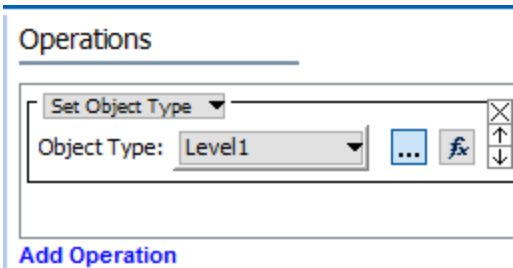 Operations
Set Object Type
Object Type: Level1 ... fx
Add Operation